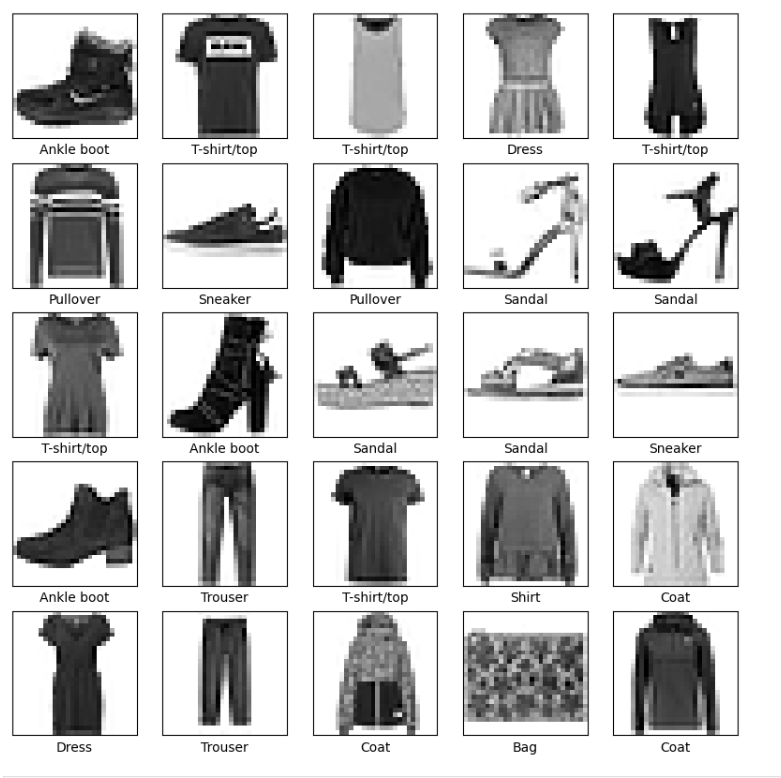 Ankle boot T-shirt/top T-shirt/top Dress T-shirt/top
Pullover Sneaker Pullover Sandal Sandal
T-shirt/top Ankle boot Sandal Sandal Sneaker
Ankle boot Trouser T-shirt/top Shirt Coat
Dress Trouser Coat Bag Coat